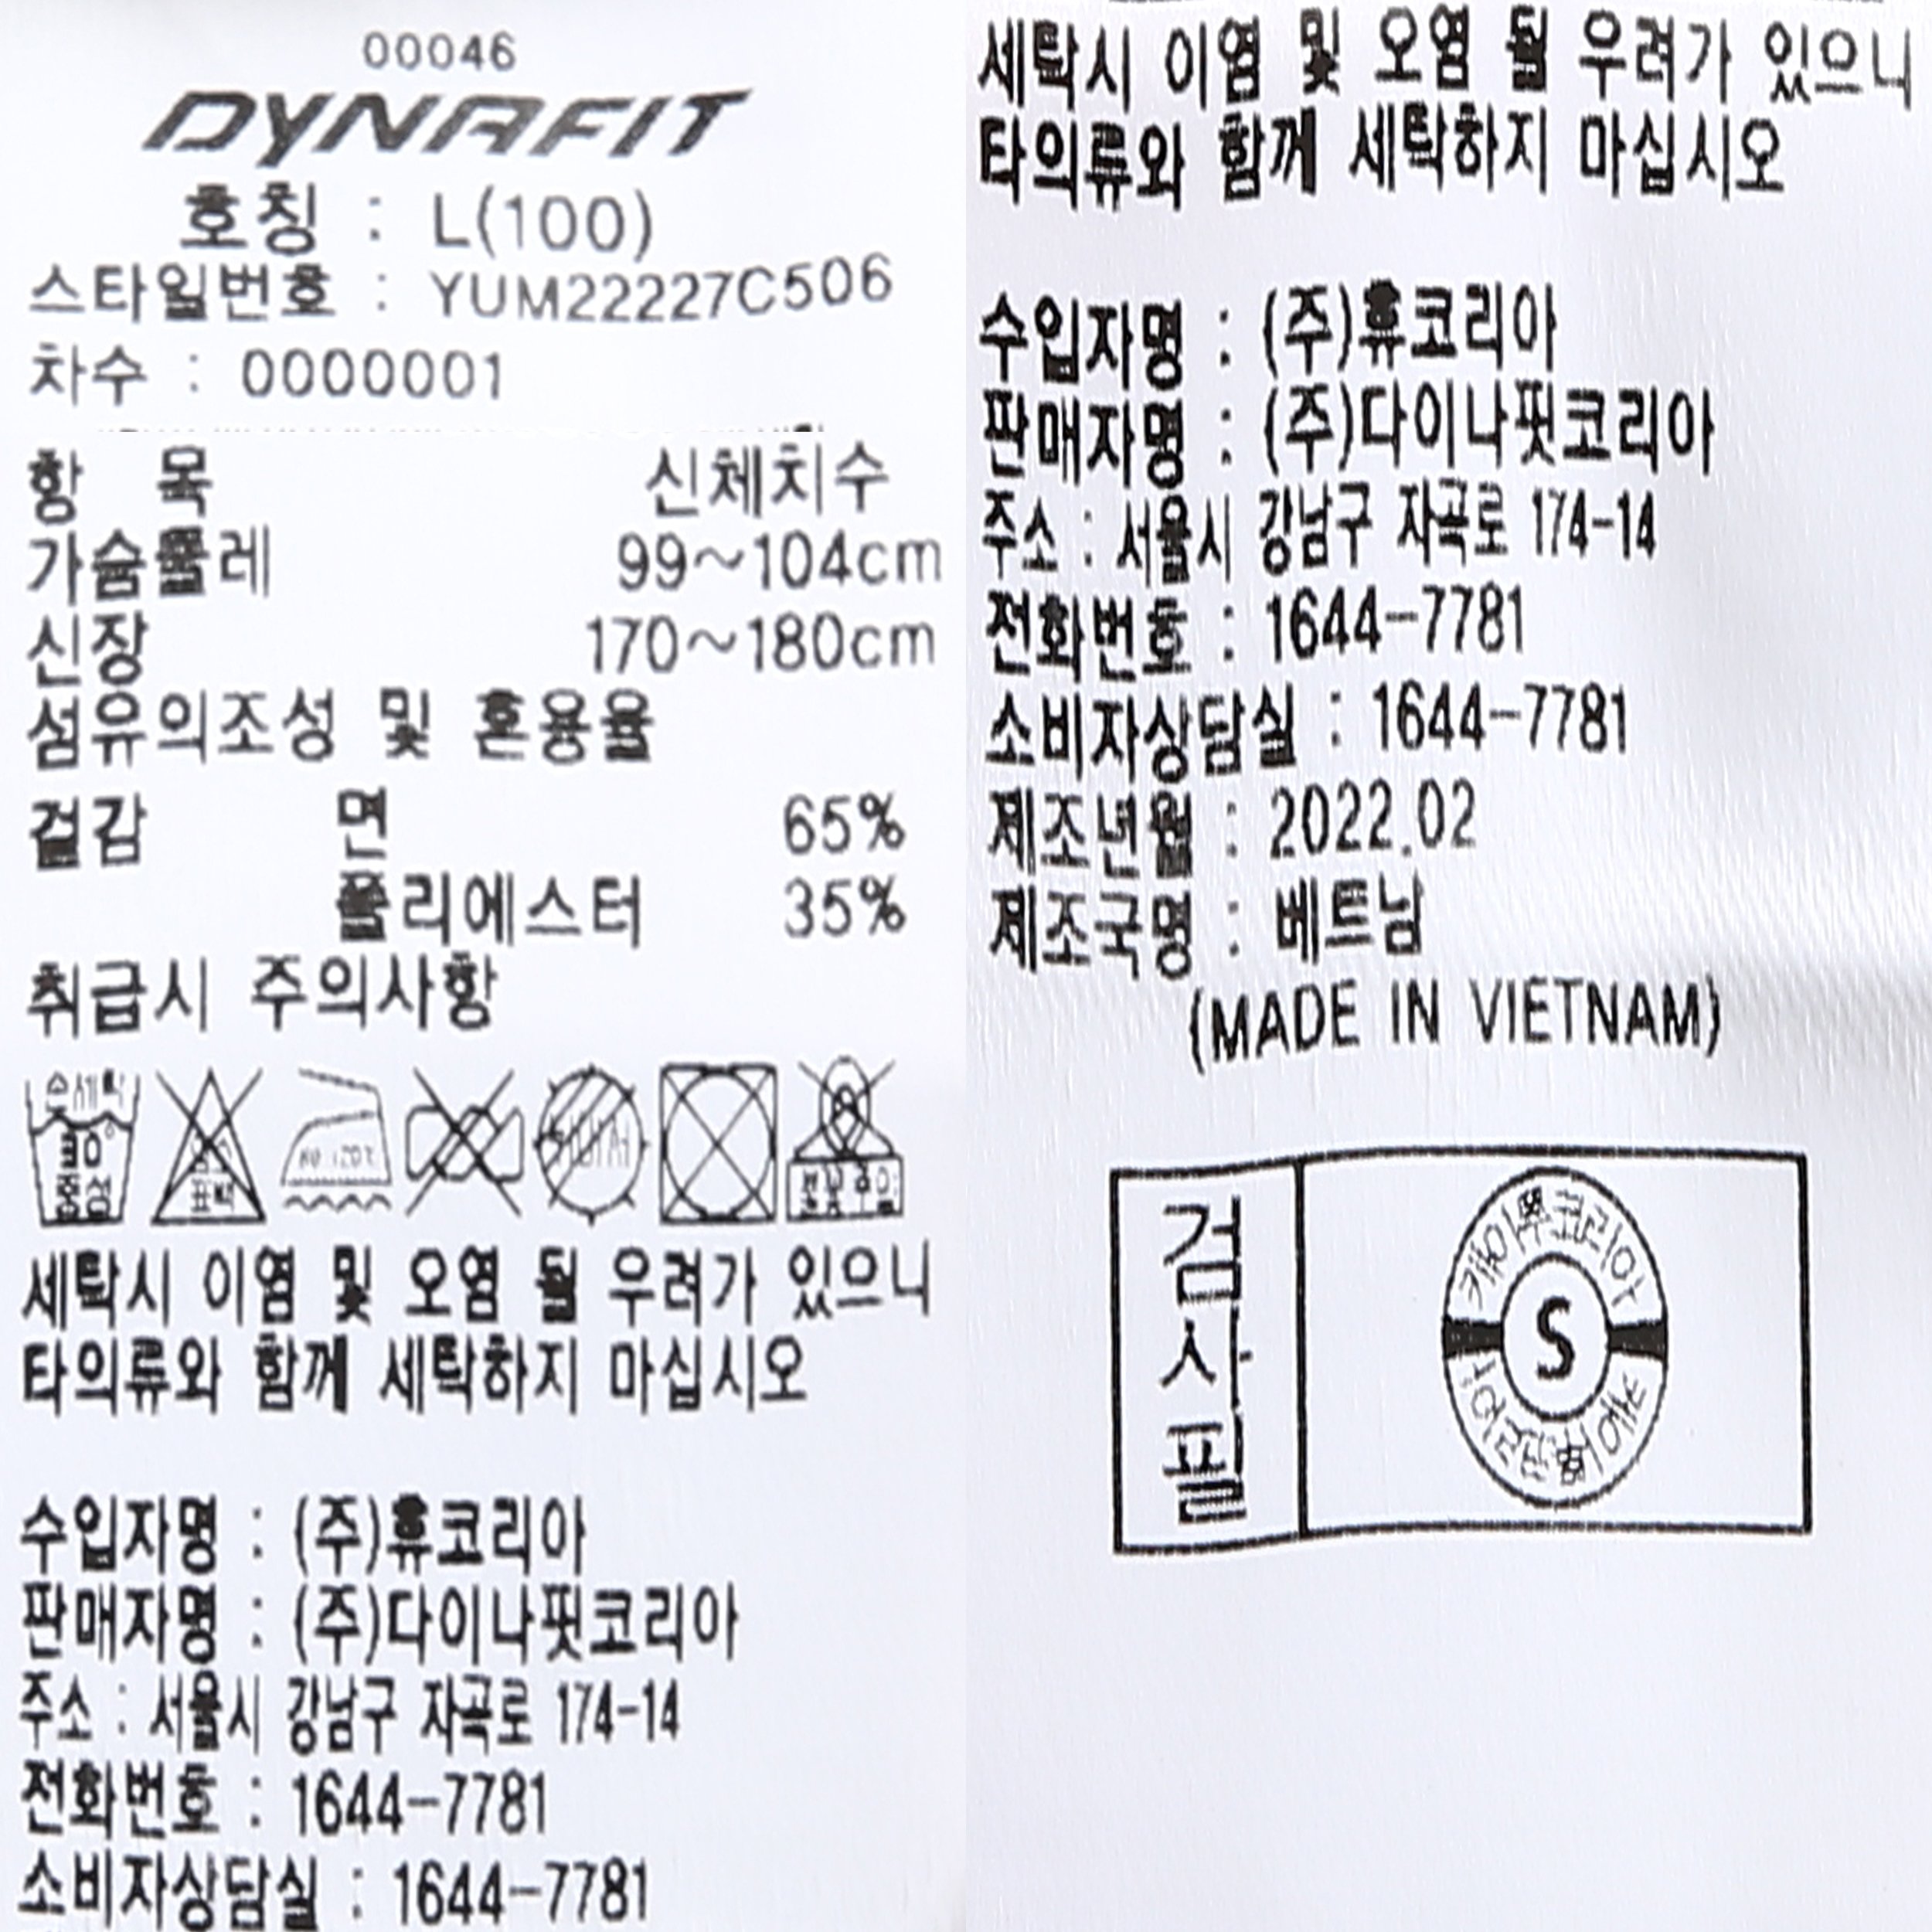 00046
DYNAFIT
호칭 : L(100)
스타일번호 : YUM22227C506
차수 : 0000001
항 목 신체치수
가슴둘레 99~104cm
신장 170~180cm
섬유의조성 및 혼용율
겉감 면 65%
폴리에스터 35%
취급시 주의사항
손세탁
30°
중성
염소
표백
세탁시 이염 및 오염 될 우려가 있으니
타의류와 함께 세탁하지 마십시오
수입자명 : (주)휴코리아
판매자명 : (주)다이나핏코리아
주소 : 서울시 강남구 자곡로 174-14
전화번호 : 1644-7781
소비자상담실 : 1644-7781
세탁시 이염 및 오염 될 우려가 있으니
타의류와 함께 세탁하지 마십시오
수입자명 : (주)휴코리아
판매자명 : (주)다이나핏코리아
주소 : 서울시 강남구 자곡로 174-14
전화번호 : 1644-7781
소비자상담실 : 1644-7781
제조년월 : 2022.02
제조국명 : 베트남
(MADE IN VIETNAM)
검사필
S